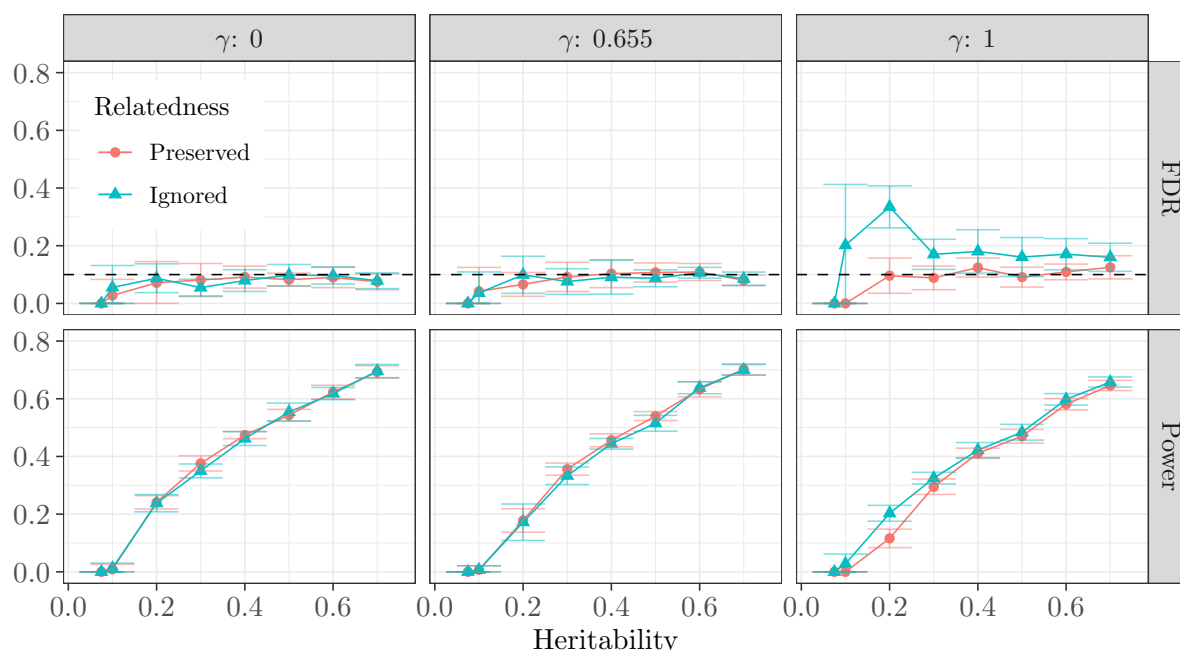 γ: 0 γ: 0.655 γ: 1
0.8
0.6
0.4
0.2
0.0
Relatedness
Preserved
Ignored
FDR
0.8
0.6
0.4
0.2
0.0
Power
0.0 0.2 0.4 0.6 0.0 0.2 0.4 0.6 0.0 0.2 0.4 0.6
Heritability